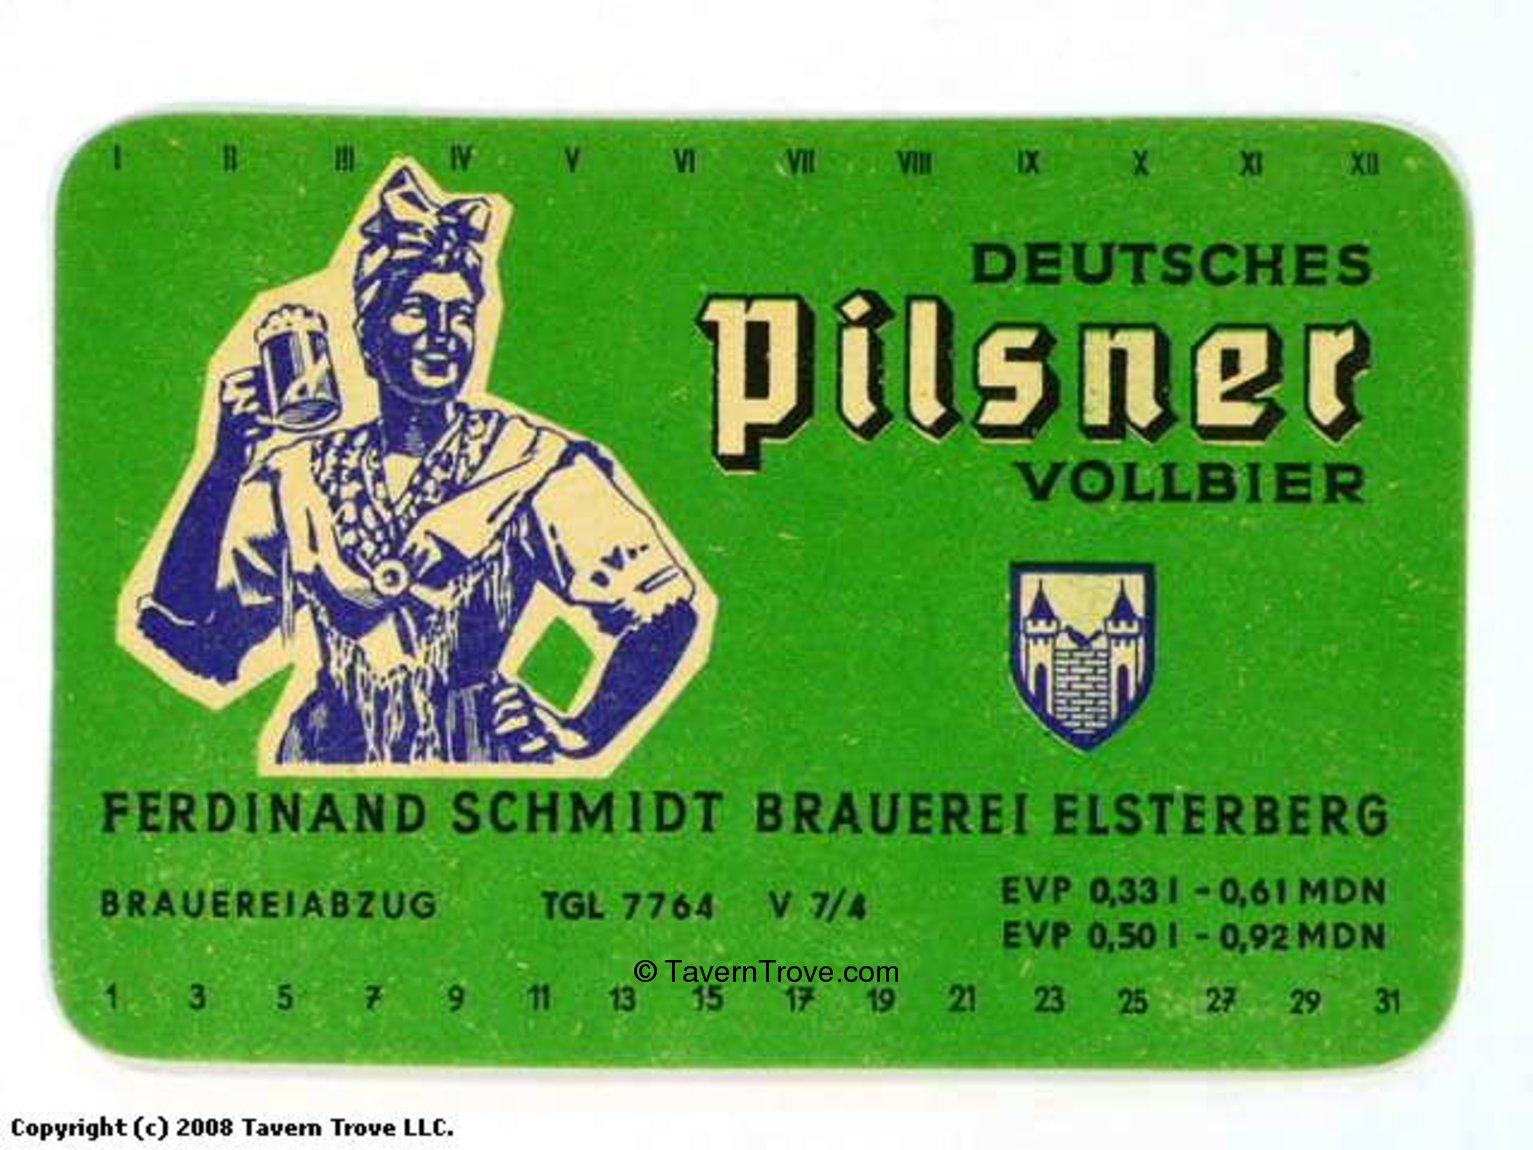 I II III IV V VI VII VIII IX X XI XII
DEUTSCHES
Pilsner
VOLLBIER
FERDINAND SCHMIDT BRAUEREI ELSTERBERG
BRAUEREIABZUG TGL 7764 V 7/4
EVP 0,33 l - 0,61 MDN
EVP 0,50 l - 0,92 MDN
© TavernTrove.com
1 3 5 7 9 11 13 15 17 19 21 23 25 27 29 31
Copyright (c) 2008 Tavern Trove LLC.